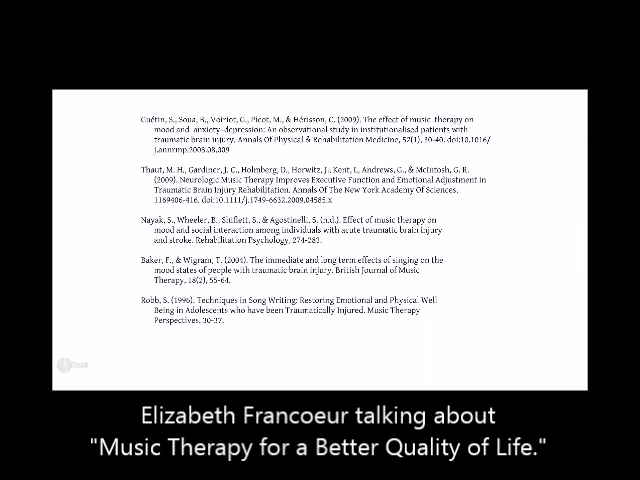 Guétin, S., Soua, B., Voiriot, G., Picot, M., & Hérisson, C. (2009). The effect of music therapy on
mood and anxiety–depression: An observational study in institutionalised patients with
traumatic brain injury. Annals Of Physical & Rehabilitation Medicine, 52(1), 30-40. doi:10.1016/
j.annrmp.2008.08.009
Thaut, M. H., Gardiner, J. C., Holmberg, D., Horwitz, J., Kent, L., Andrews, G., & McIntosh, G. R.
(2009). Neurologic Music Therapy Improves Executive Function and Emotional Adjustment in
Traumatic Brain Injury Rehabilitation. Annals Of The New York Academy Of Sciences,
1169406-416. doi:10.1111/j.1749-6632.2009.04585.x
Nayak, S., Wheeler, B., Shiflett, S., & Agostinelli, S. (n.d.). Effect of music therapy on
mood and social interaction among individuals with acute traumatic brain injury
and stroke. Rehabilitation Psychology, 274-283.
Baker, F., & Wigram, T. (2004). The immediate and long term effects of singing on the
mood states of people with traumatic brain injury. British Journal of Music
Therapy, 18(2), 55-64.
Robb, S. (1996). Techniques in Song Writing: Restoring Emotional and Physical Well
Being in Adolescents who have been Traumatically Injured. Music Therapy
Perspectives, 30-37.
Elizabeth Francoeur talking about
"Music Therapy for a Better Quality of Life."